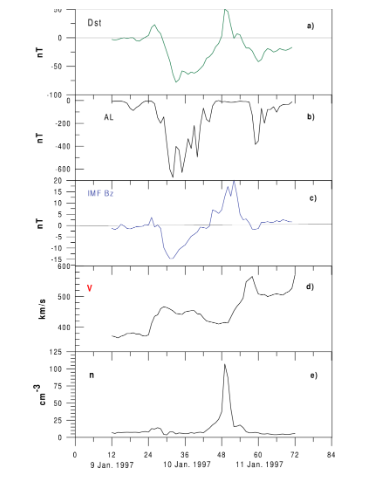 50
Dst
a)
0
nT
-50
-100
0
AL
b)
-200
nT
-400
-600
20
15
IMF Bz
c)
10
5
nT
0
-5
-10
-15
600
V
d)
500
km/s
400
125
n
e)
100
75
cm-3
50
25
0
0 12 24 36 48 60 72 84
9 Jan. 1997 10 Jan. 1997 11 Jan. 1997